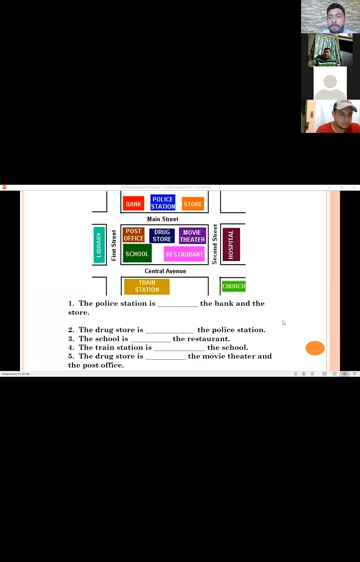 BANK
POLICE
STATION
STORE
Main Street
LIBRARY
First Street
POST
OFFICE
DRUG
STORE
MOVIE
THEATER
SCHOOL
RESTAURANT
Second Street
HOSPITAL
Central Avenue
TRAIN
STATION
CHURCH
1. The police station is __________ the bank and the
store.
2. The drug store is ____________ the police station.
3. The school is __________ the restaurant.
4. The train station is _____________ the school.
5. The drug store is __________ the movie theater and
the post office.